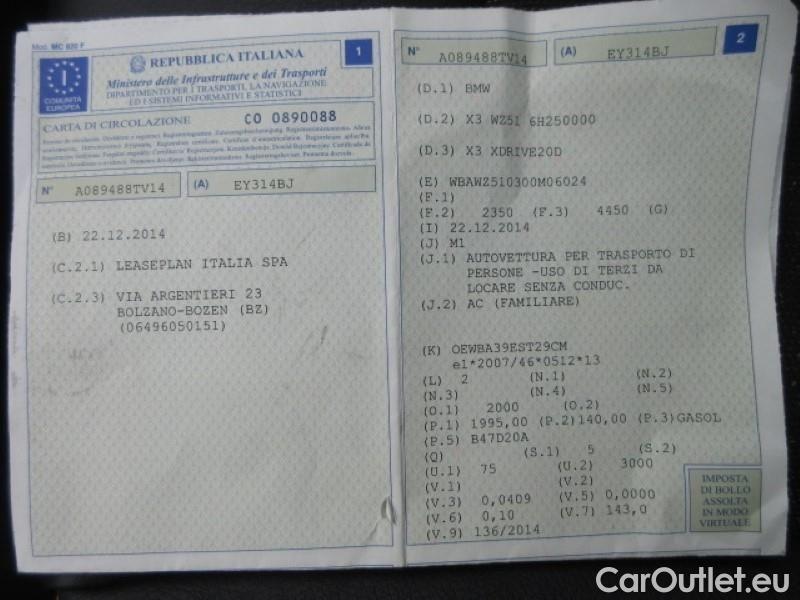 Mod. MC 820 F
REPUBBLICA ITALIANA
1
I
COMUNITÀ
EUROPEA
Ministero delle Infrastrutture e dei Trasporti
DIPARTIMENTO PER I TRASPORTI, LA NAVIGAZIONE
ED I SISTEMI INFORMATIVI E STATISTICI
CARTA DI CIRCOLAZIONE CO 0890088
N° A089488TV14 (A) EY314BJ
(B) 22.12.2014
(C.2.1) LEASEPLAN ITALIA SPA
(C.2.3) VIA ARGENTIERI 23
BOLZANO-BOZEN (BZ)
(06496050151)
N° A089488TV14 (A) EY314BJ 2
(D.1) BMW
(D.2) X3 WZ51 6H250000
(D.3) X3 XDRIVE20D
(E) WBAWZ510300M06024
(F.1)
(F.2) 2350 (F.3) 4450 (G)
(I) 22.12.2014
(J) M1
(J.1) AUTOVETTURA PER TRASPORTO DI
PERSONE -USO DI TERZI DA
LOCARE SENZA CONDUC.
(J.2) AC (FAMILIARE)
(K) OEWBA39EST29CM
e1*2007/46*0512*13
(L) 2 (N.1) (N.2)
(N.3) (N.4) (N.5)
(O.1) 2000 (O.2)
(P.1) 1995,00 (P.2)140,00 (P.3)GASOL
(P.5) B47D20A
(Q) (S.1) 5 (S.2)
(U.1) 75 (U.2) 3000
(V.1) (V.2)
(V.3) 0,0409 (V.5) 0,0000
(V.6) 0,10 (V.7) 143,0
(V.9) 136/2014
IMPOSTA
DI BOLLO
ASSOLTA
IN MODO
VIRTUALE
CarOutlet.eu